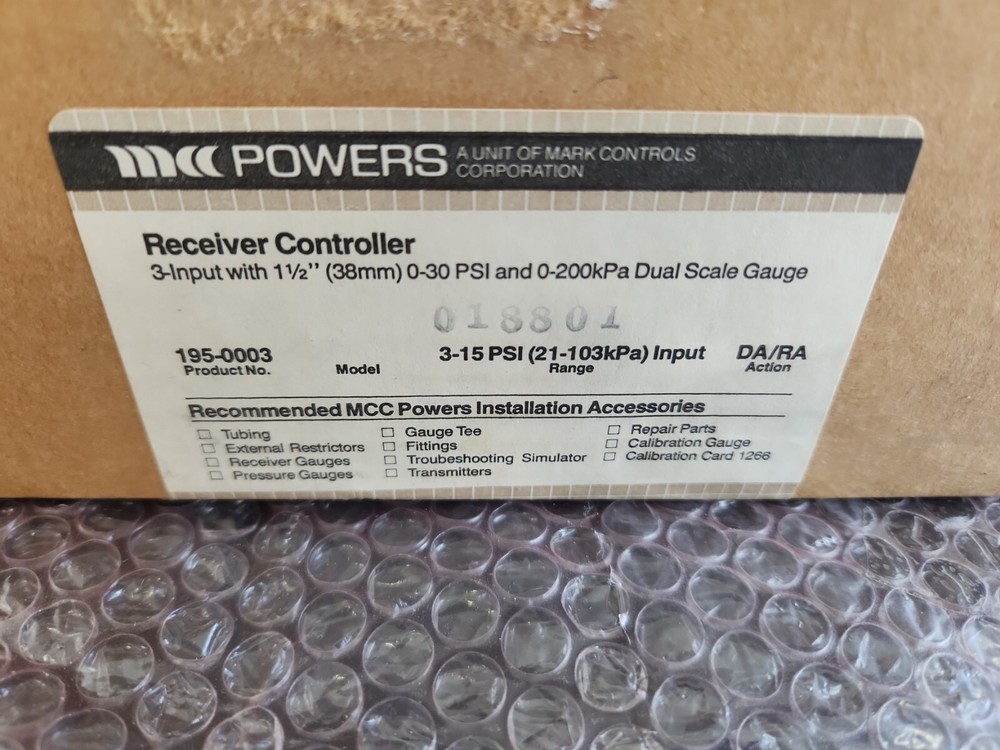 mcc POWERS A UNIT OF MARK CONTROLS
CORPORATION
Receiver Controller
3-Input with 1½" (38mm) 0-30 PSI and 0-200kPa Dual Scale Gauge
018801
195-0003 3-15 PSI (21-103kPa) Input DA/RA
Product No. Model Range Action
Recommended MCC Powers Installation Accessories
☐ Tubing ☐ Gauge Tee ☐ Repair Parts
☐ External Restrictors ☐ Fittings ☐ Calibration Gauge
☐ Receiver Gauges ☐ Troubeshooting Simulator ☐ Calibration Card 1266
☐ Pressure Gauges ☐ Transmitters